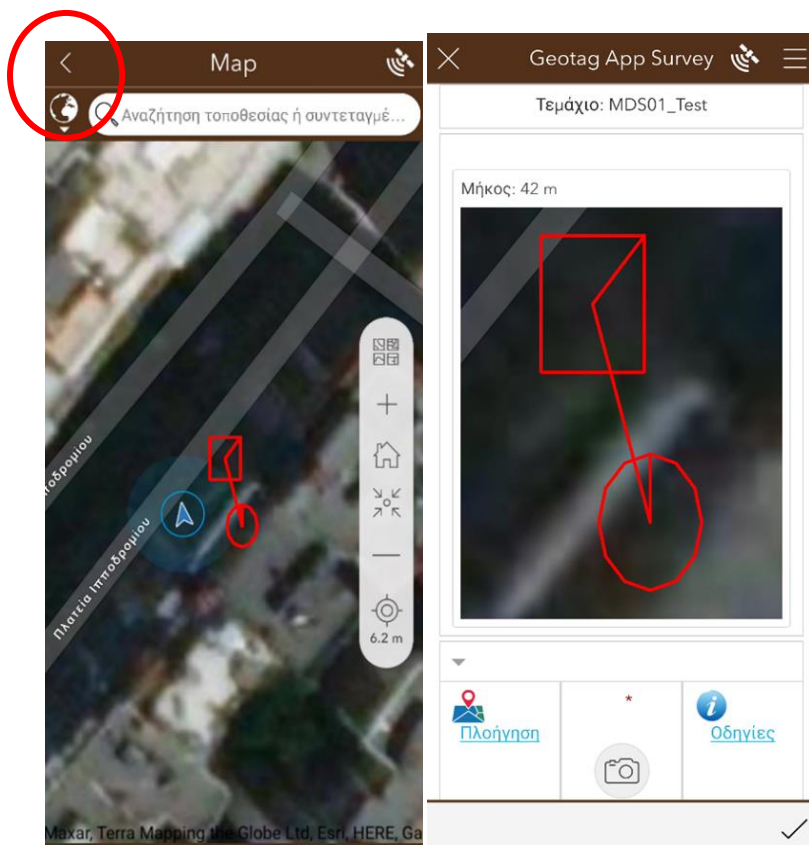 Map
Αναζήτηση τοποθεσίας ή συντεταγμέ...
Πλατεία Ιπποδρομίου
6.2 m
Maxar, Terra Mapping the Globe Ltd, Esri, HERE, Ga
Geotag App Survey
Τεμάχιο: MDS01_Test
Μήκος: 42 m
*
Πλοήγηση
i
Οδηγίες